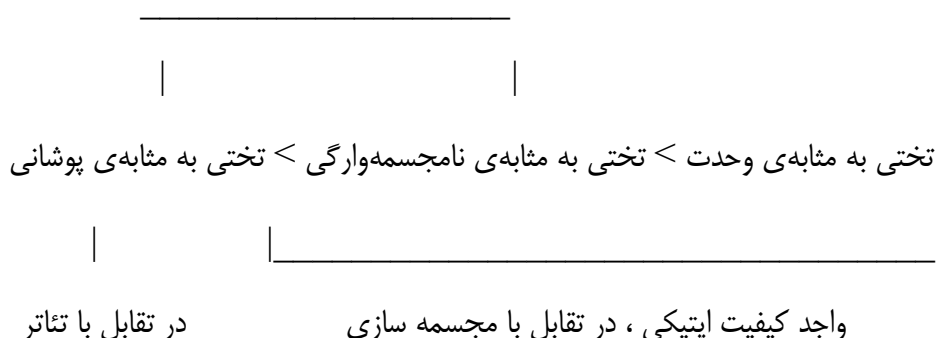 تختی به مثابه‌ی وحدت > تختی به مثابه‌ی نامجسمه‌وارگی > تختی به مثابه‌ی پوشانی
واجد کیفیت اپتیکی ، در تقابل با مجسمه سازی در تقابل با تئاتر